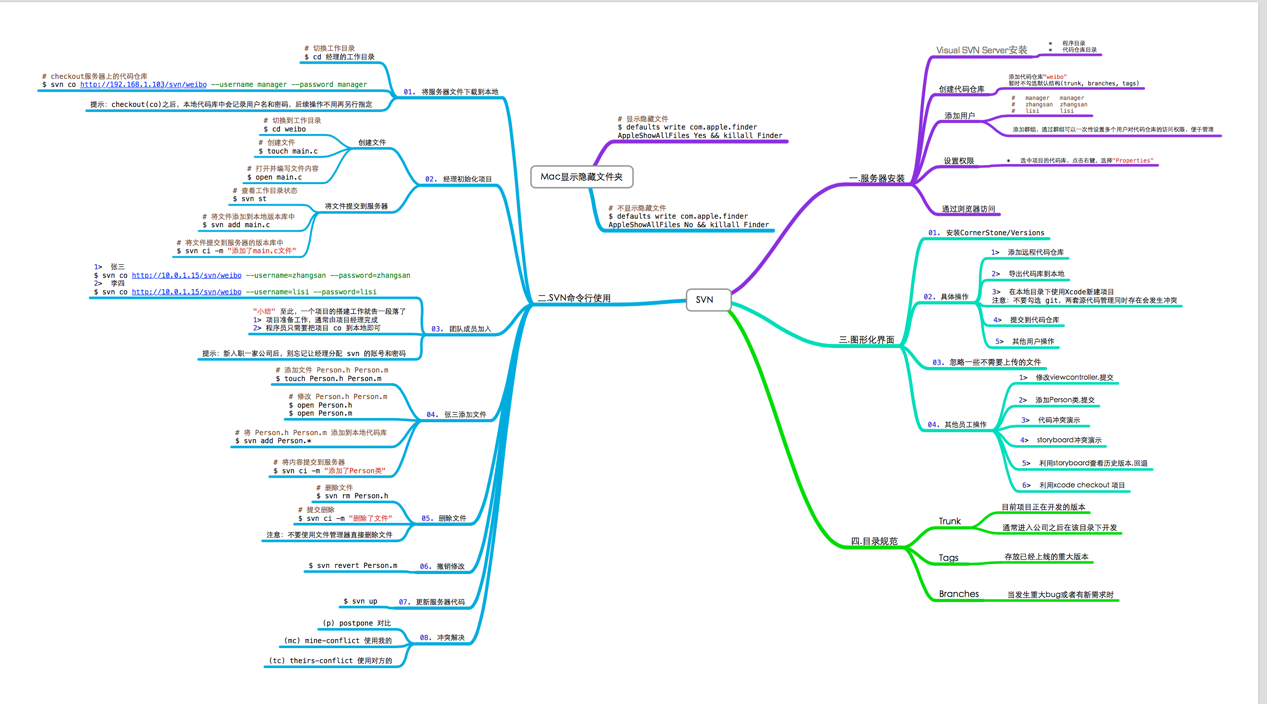 SVN
一.服务器安装
Visual SVN Server安装
* 程序目录
* 代码仓库目录
创建代码仓库
添加代码仓库"weibo"
暂时不勾选默认结构(trunk, branches, tags)
添加用户
# manager manager
# zhangsan zhangsan
# lisi lisi
添加群组，通过群组可以一次性设置多个用户对代码仓库的访问权限，便于管理
设置权限
* 选中项目的代码库，点击右键，选择"Properties"
通过浏览器访问
二.SVN命令行使用
01. 将服务器文件下载到本地
# 切换工作目录
$ cd 经理的工作目录
# checkout服务器上的代码仓库
$ svn co http://192.168.1.103/svn/weibo --username manager --password manager
提示：checkout(co)之后，本地代码库中会记录用户名和密码，后续操作不用再另行指定
02. 经理初始化项目
创建文件
# 切换到工作目录
$ cd weibo
# 创建文件
$ touch main.c
# 打开并编写文件内容
$ open main.c
将文件提交到服务器
# 查看工作目录状态
$ svn st
# 将文件添加到本地版本库中
$ svn add main.c
# 将文件提交到服务器的版本库中
$ svn ci -m "添加了main.c文件"
03. 团队成员加入
1> 张三
$ svn co http://10.0.1.15/svn/weibo --username=zhangsan --password=zhangsan
2> 李四
$ svn co http://10.0.1.15/svn/weibo --username=lisi --password=lisi
"小结" 至此，一个项目的搭建工作就告一段落了
1> 项目准备工作，通常由项目经理完成
2> 程序员只需要把项目 co 到本地即可
提示：新入职一家公司后，别忘记让经理分配 svn 的账号和密码
04. 张三添加文件
# 添加文件 Person.h Person.m
$ touch Person.h Person.m
# 修改 Person.h Person.m
$ open Person.h
$ open Person.m
# 将 Person.h Person.m 添加到本地代码库
$ svn add Person.*
# 将内容提交到服务器
$ svn ci -m "添加了Person类"
05. 删除文件
# 删除文件
$ svn rm Person.h
# 提交删除
$ svn ci -m "删除了文件"
注意：不要使用文件管理器直接删除文件
06. 撤销修改
$ svn revert Person.m
07. 更新服务器代码
$ svn up
08. 冲突解决
(p) postpone 对比
(mc) mine-conflict 使用我的
(tc) theirs-conflict 使用对方的
三.图形化界面
01. 安装CornerStone/Versions
02. 具体操作
1> 添加远程代码仓库
2> 导出代码库到本地
3> 在本地目录下使用Xcode新建项目
注意：不要勾选 git，两套源代码管理同时存在会发生冲突
4> 提交到代码仓库
5> 其他用户操作
03. 忽略一些不需要上传的文件
04. 其他员工操作
1> 修改viewcontroller,提交
2> 添加Person类,提交
3> 代码冲突演示
4> storyboard冲突演示
5> 利用storyboard查看历史版本,回退
6> 利用xcode checkout 项目
四.目录规范
Trunk
目前项目正在开发的版本
通常进入公司之后在该目录下开发
Tags
存放已经上线的重大版本
Branches
当发生重大bug或者有新需求时
Mac显示隐藏文件夹
# 显示隐藏文件
$ defaults write com.apple.finder
AppleShowAllFiles Yes && killall Finder
# 不显示隐藏文件
$ defaults write com.apple.finder
AppleShowAllFiles No && killall Finder